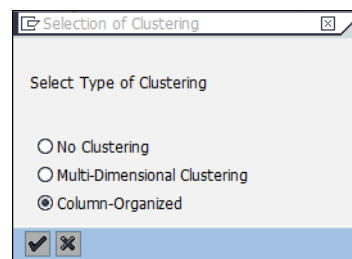 Selection of Clustering
Select Type of Clustering
No Clustering
Multi-Dimensional Clustering
Column-Organized